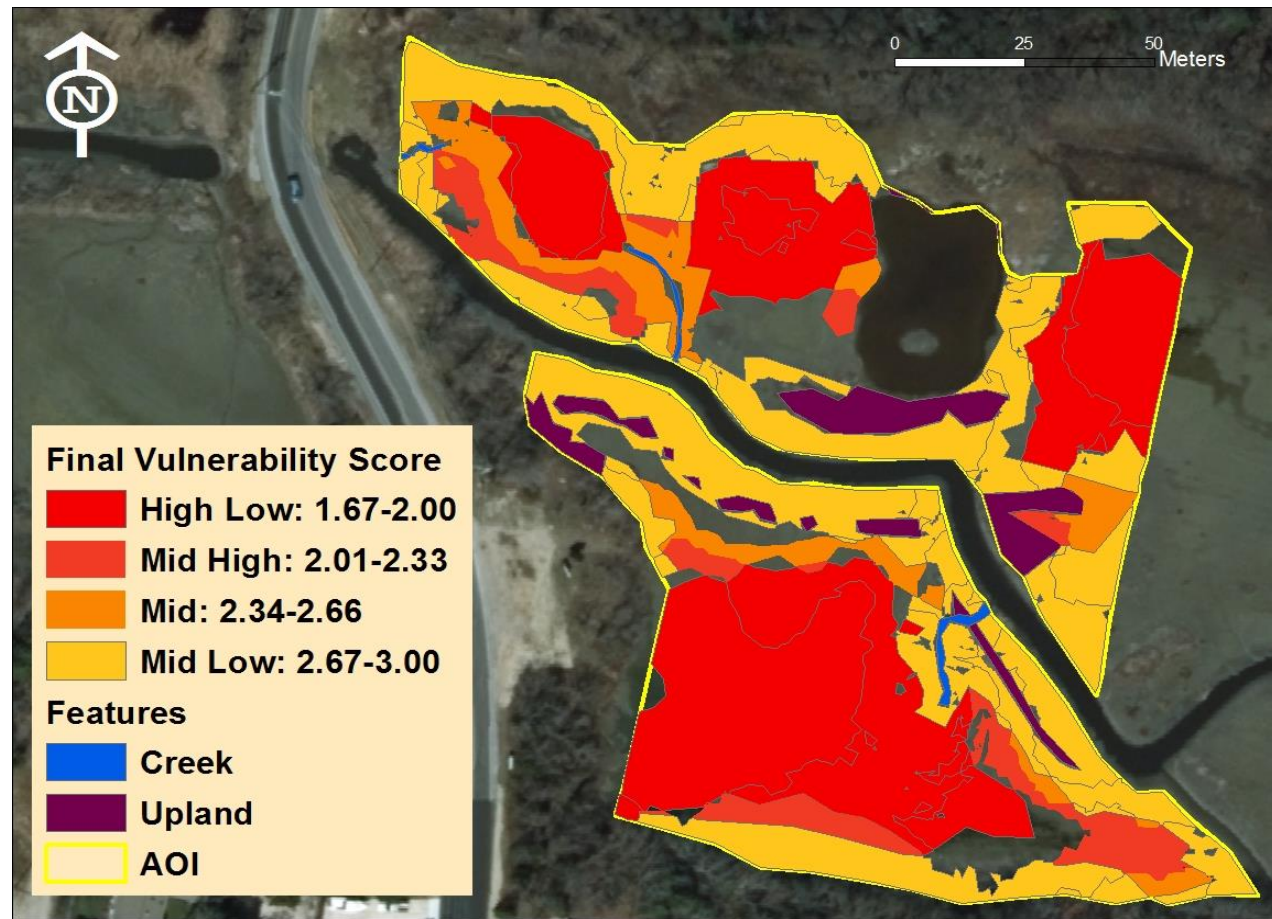 N
0 25 50
Meters
Final Vulnerability Score
High Low: 1.67-2.00
Mid High: 2.01-2.33
Mid: 2.34-2.66
Mid Low: 2.67-3.00
Features
Creek
Upland
AOI